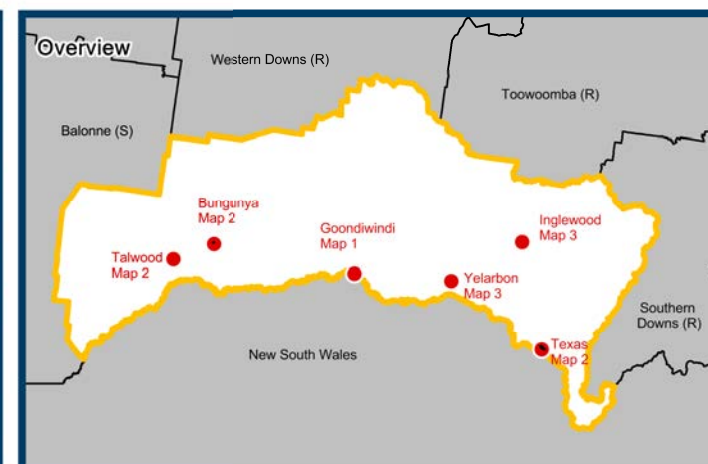 Overview
Western Downs (R)
Toowoomba (R)
Balonne (S)
Bungunya
Map 2
Goondiwindi
Map 1
Inglewood
Map 3
Talwood
Map 2
Yelarbon
Map 3
Southern
Downs (R)
New South Wales
Texas
Map 2